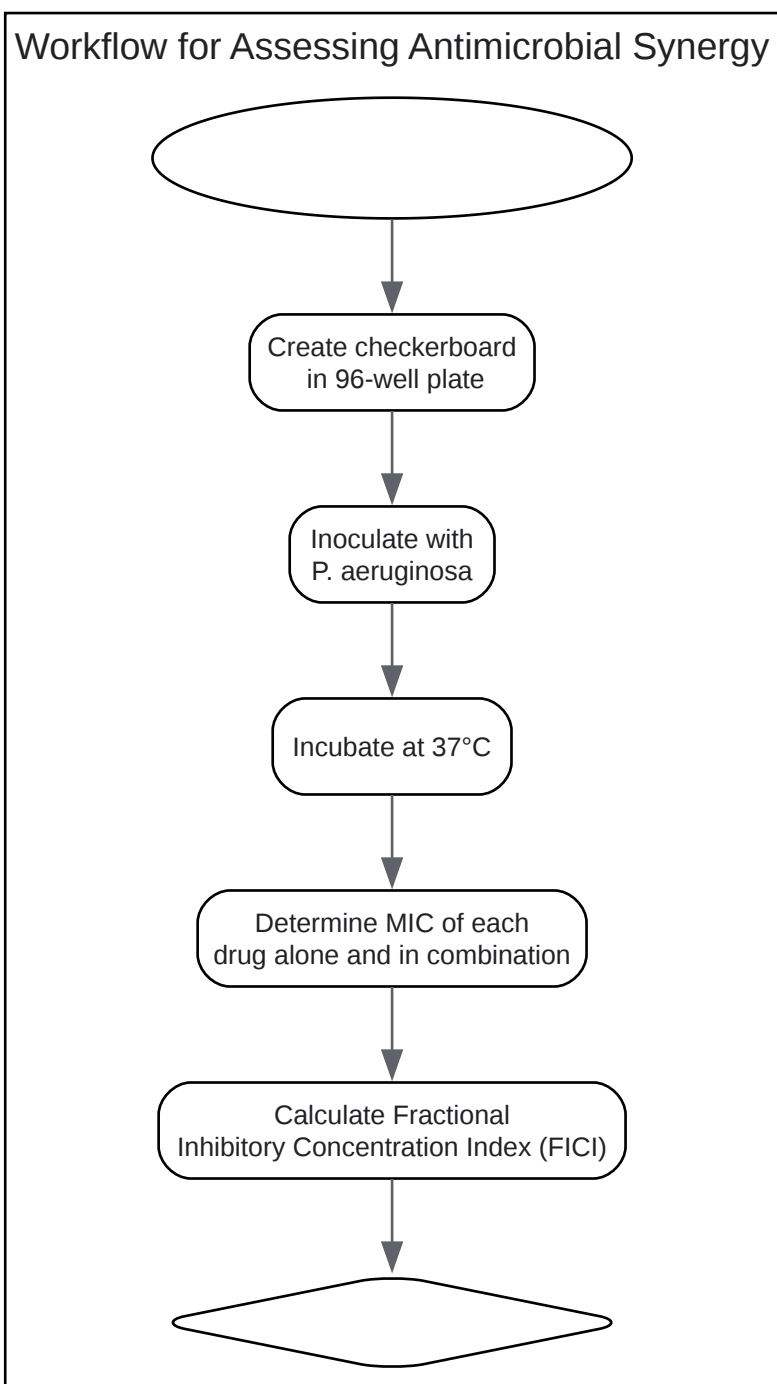 Workflow for Assessing Antimicrobial Synergy
Create checkerboard
in 96-well plate
Inoculate with
P. aeruginosa
Incubate at 37°C
Determine MIC of each
drug alone and in combination
Calculate Fractional
Inhibitory Concentration Index (FICI)